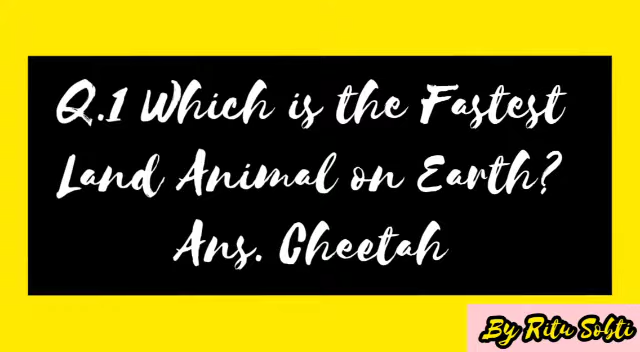 Q.1 Which is the Fastest
Land Animal on Earth?
Ans. Cheetah
By Ritu Sobti